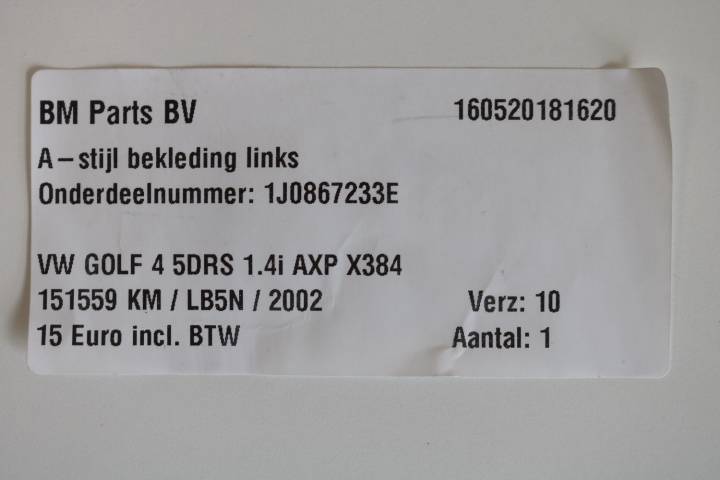 BM Parts BV 160520181620
A-stijl bekleding links
Onderdeelnummer: 1J0867233E
VW GOLF 4 5DRS 1.4i AXP X384
151559 KM / LB5N / 2002 Verz: 10
15 Euro incl. BTW Aantal: 1